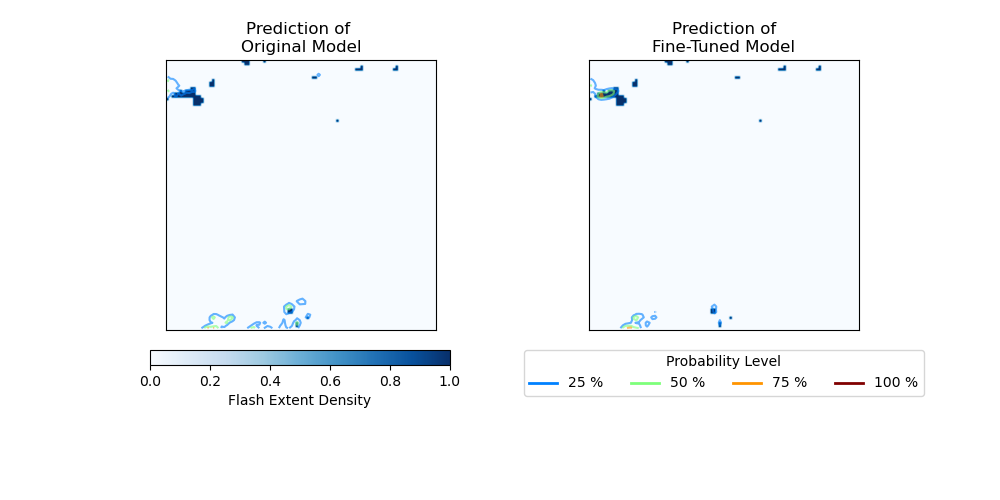 Prediction of
Original Model
Prediction of
Fine-Tuned Model
0.0 0.2 0.4 0.6 0.8 1.0
Flash Extent Density
Probability Level
25 % 50 % 75 % 100 %